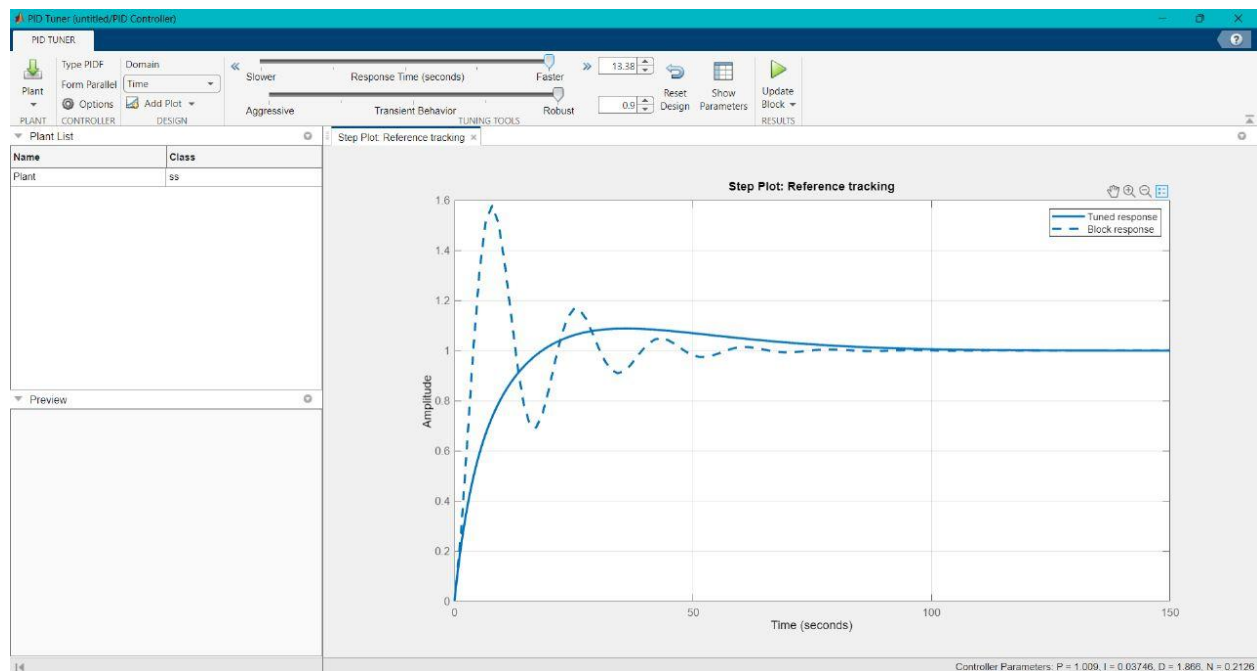 PID Tuner (untitled/PID Controller)
PID TUNER
Plant
PLANT
Type PIDF
Form Parallel
Options
CONTROLLER
Domain
Time
Add Plot
DESIGN
Slower Response Time (seconds) Faster
13.38
Aggressive Transient Behavior Robust
0.9
TUNING TOOLS
Reset Design
Show Parameters
Update Block
RESULTS
Plant List
Name Class
Plant ss
Preview
Step Plot: Reference tracking
Step Plot: Reference tracking
Tuned response
Block response
1.6
1.4
1.2
1
0.8
0.6
0.4
0.2
0
Amplitude
0 50 100 150
Time (seconds)
Controller Parameters: P = 1.009, I = 0.03746, D = 1.866, N = 0.2126